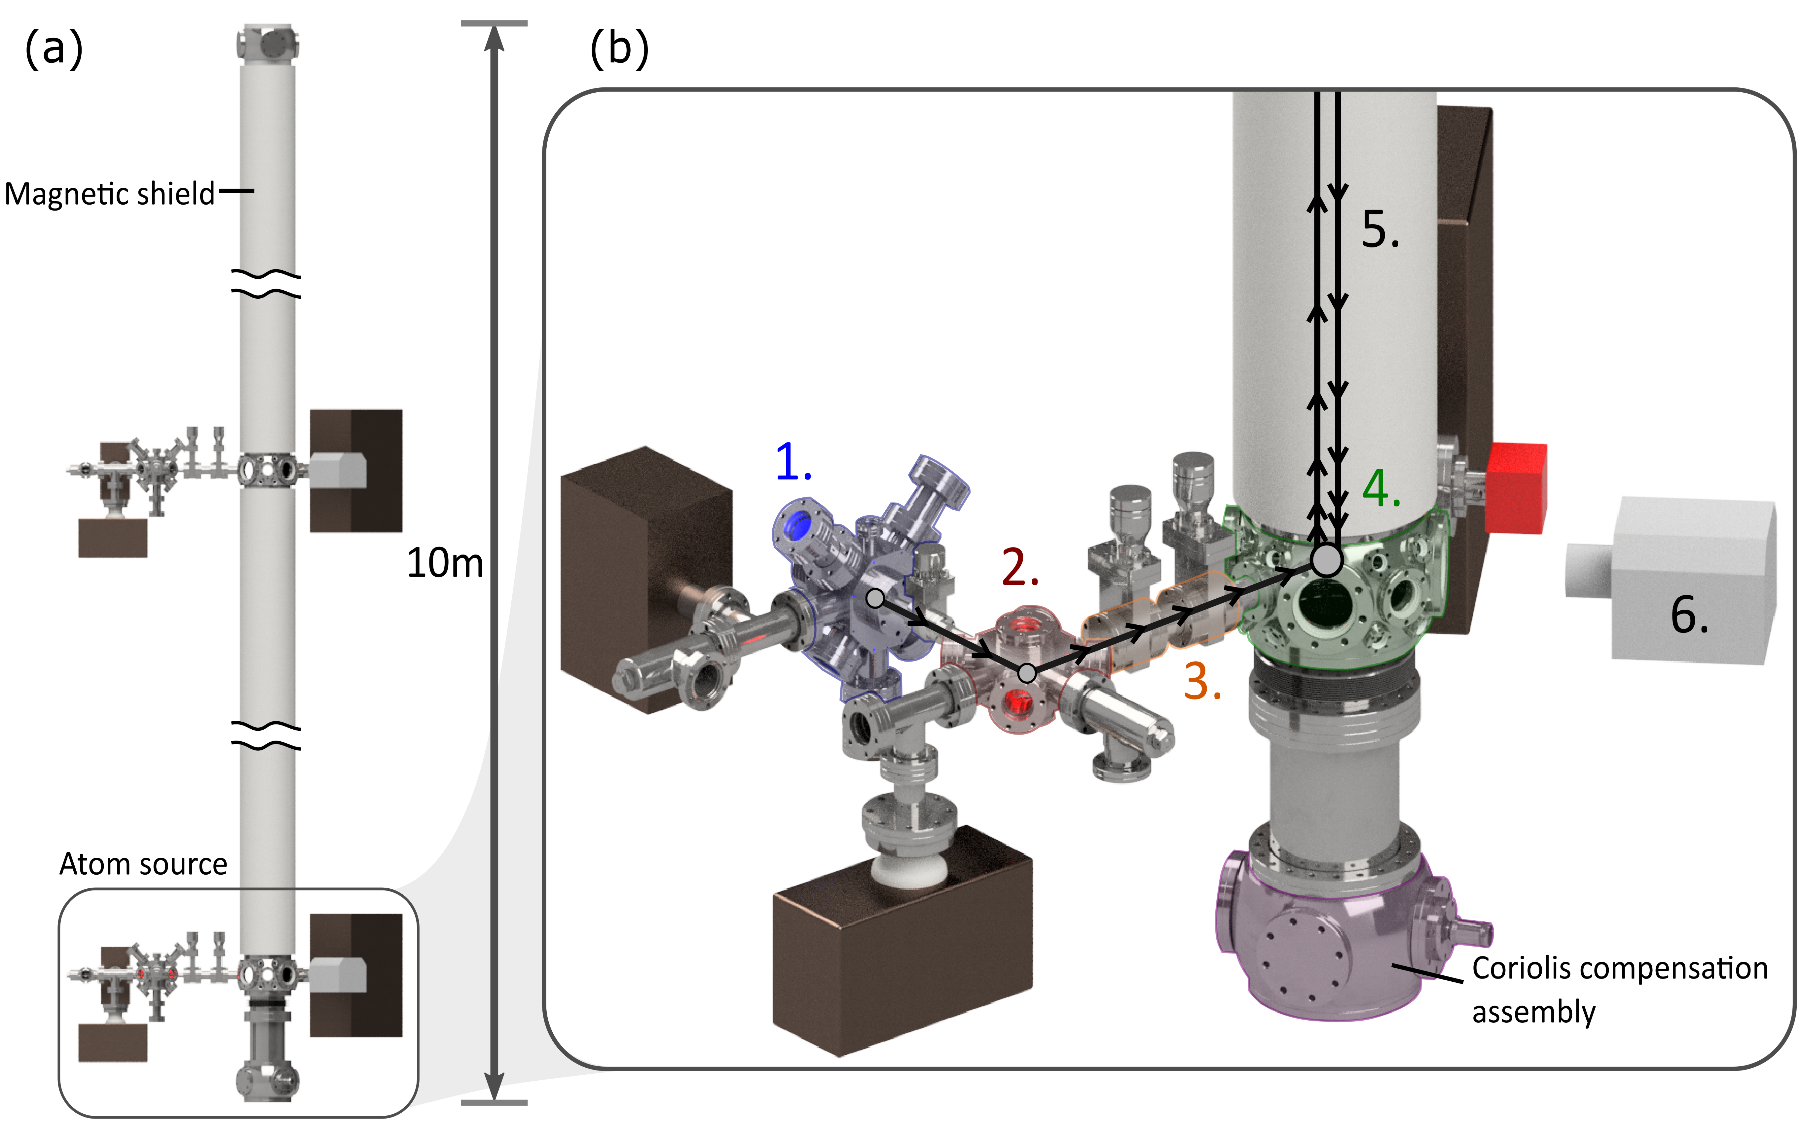 (a)
(b)
Magnetic shield
10m
Atom source
1.
2.
3.
4.
5.
6.
Coriolis compensation
assembly